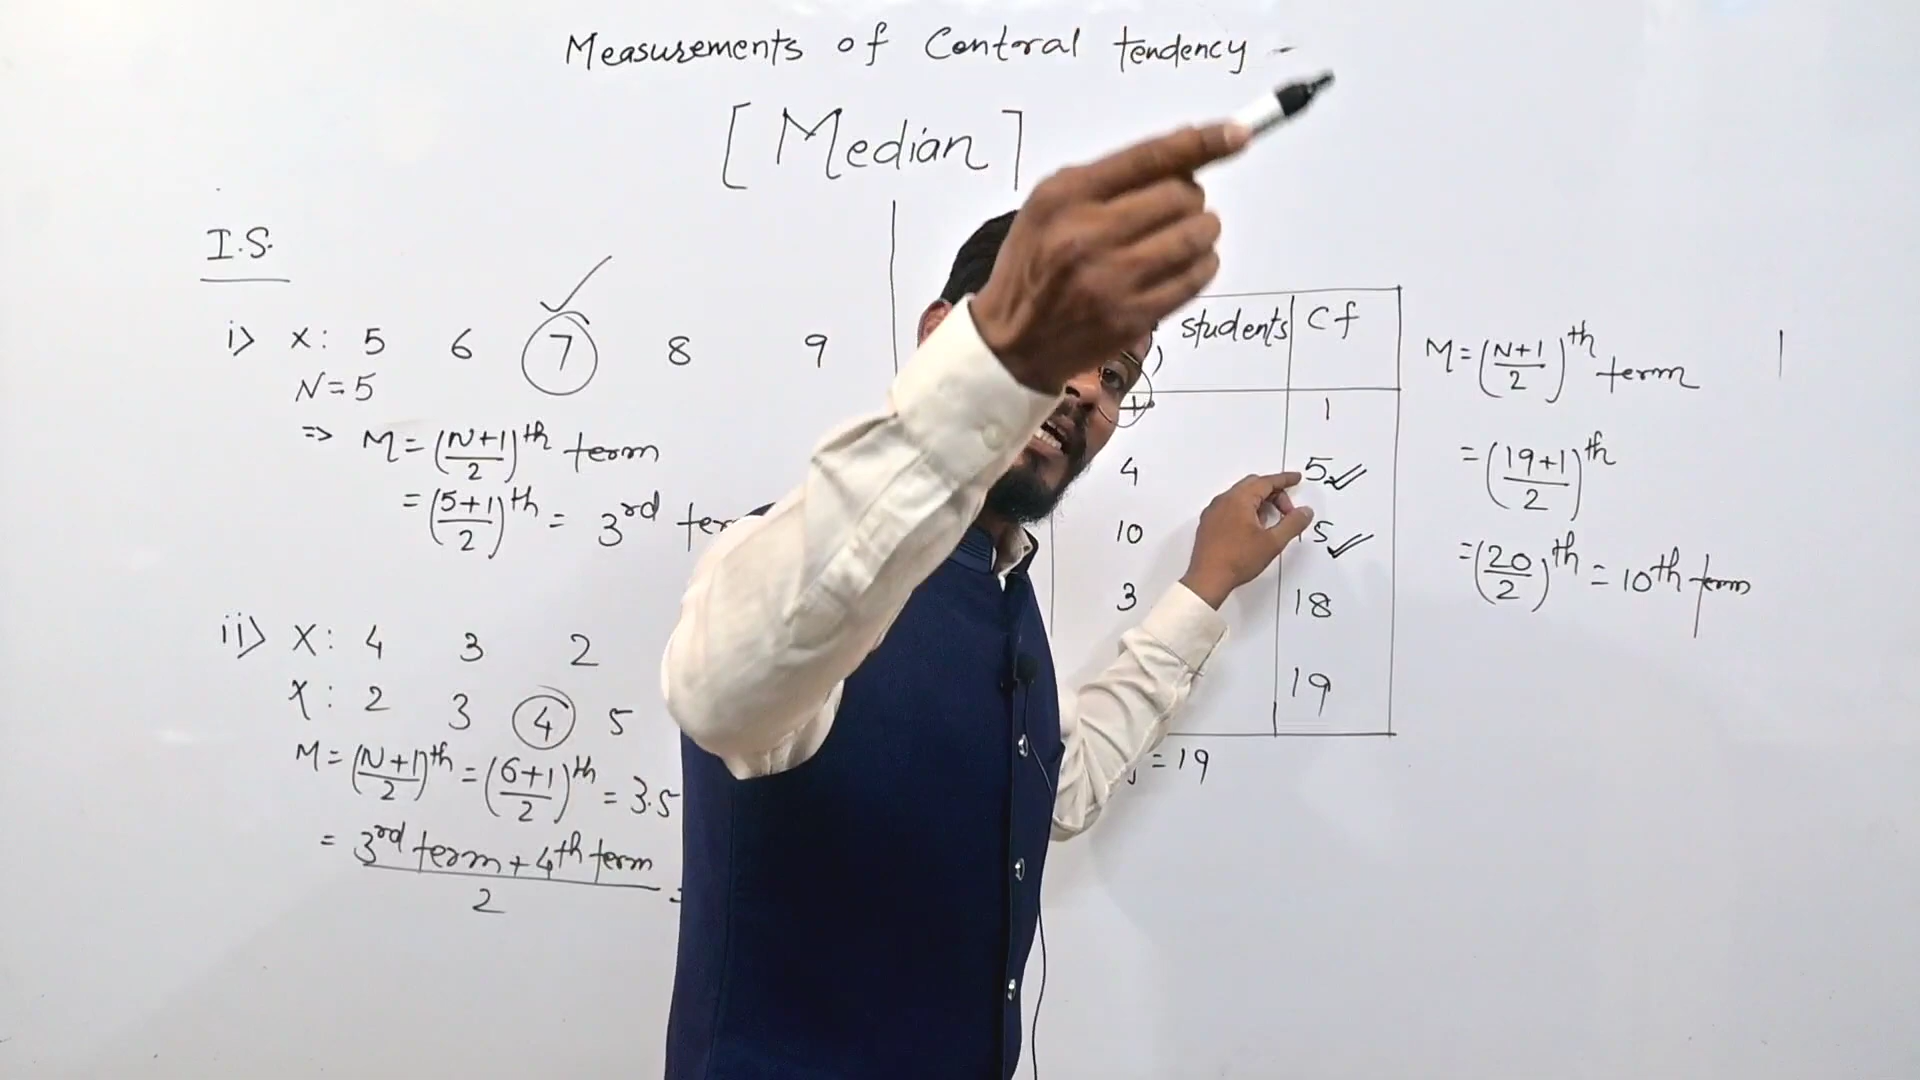 Measurements of Centoral tendency -
[Median]
I.S.
i) X: 5 6 7 8 9
N=5
=> M = (N+1/2)th term
= (5+1/2)th = 3rd
ii) X: 4 3 2
X: 2 3 4 5
M = (N+1/2)th = (6+1/2)th = 3.5
= 3rd term + 4th term / 2 =
students Cf
1
4 5
10
3 18
19
= 19
M = (N+1/2)th term
= (19+1/2)th
= (20/2)th = 10th term